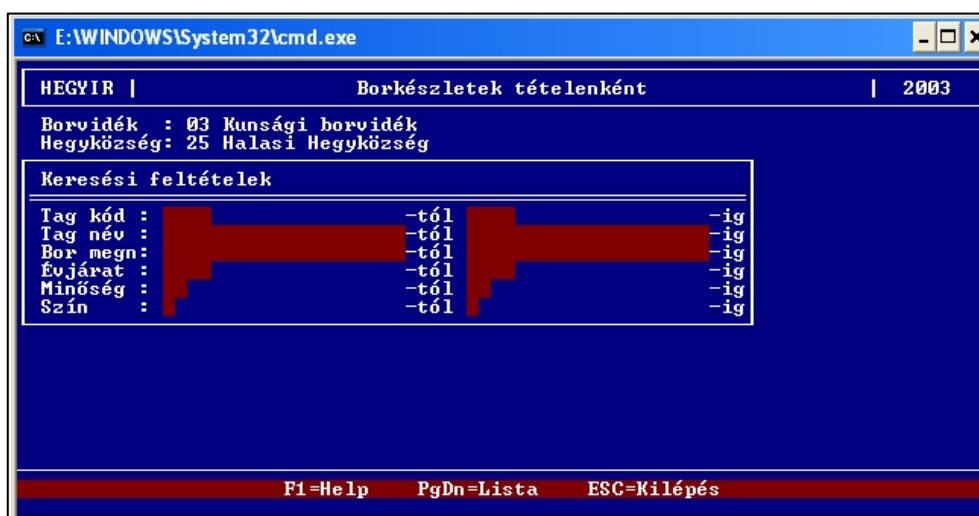 E:\WINDOWS\System32\cmd.exe
HEGYIR | Borkészletek tételenként | 2003
Borvidék : 03 Kunsági borvidék
Hegyközség: 25 Halasi Hegyközség
Keresési feltételek
Tag kód : -tól -ig
Tag név : -tól -ig
Bor megn: -tól -ig
Évjárat : -tól -ig
Minőség : -tól -ig
Szín : -tól -ig
F1=Help PgDn=Lista ESC=Kilépés